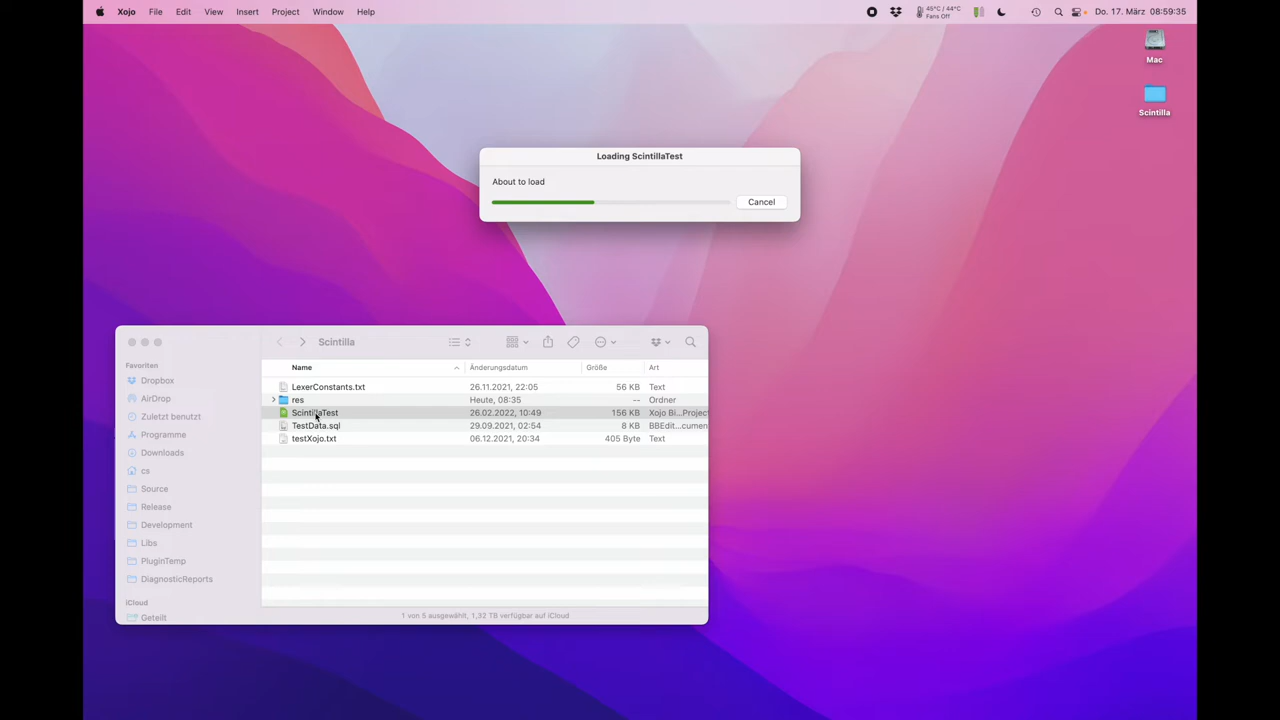 Xojo File Edit View Insert Project Window Help
45°C / 44°C
Fans Off
Do. 17. März 08:59:35
Mac
Scintilla
Loading ScintillaTest
About to load
Cancel
Scintilla
Favoriten
Dropbox
AirDrop
Zuletzt benutzt
Programme
Downloads
cs
Source
Release
Development
Libs
PluginTemp
DiagnosticReports
iCloud
Geteilt
Name Änderungsdatum Größe Art
LexerConstants.txt 26.11.2021, 22:05 56 KB Text
res Heute, 08:35 -- Ordner
ScintillaTest 26.02.2022, 10:49 156 KB Xojo Bi...Project
TestData.sql 29.09.2021, 02:54 8 KB BBEdit...cumen
testXojo.txt 06.12.2021, 20:34 405 Byte Text
1 von 5 ausgewählt, 1,32 TB verfügbar auf iCloud